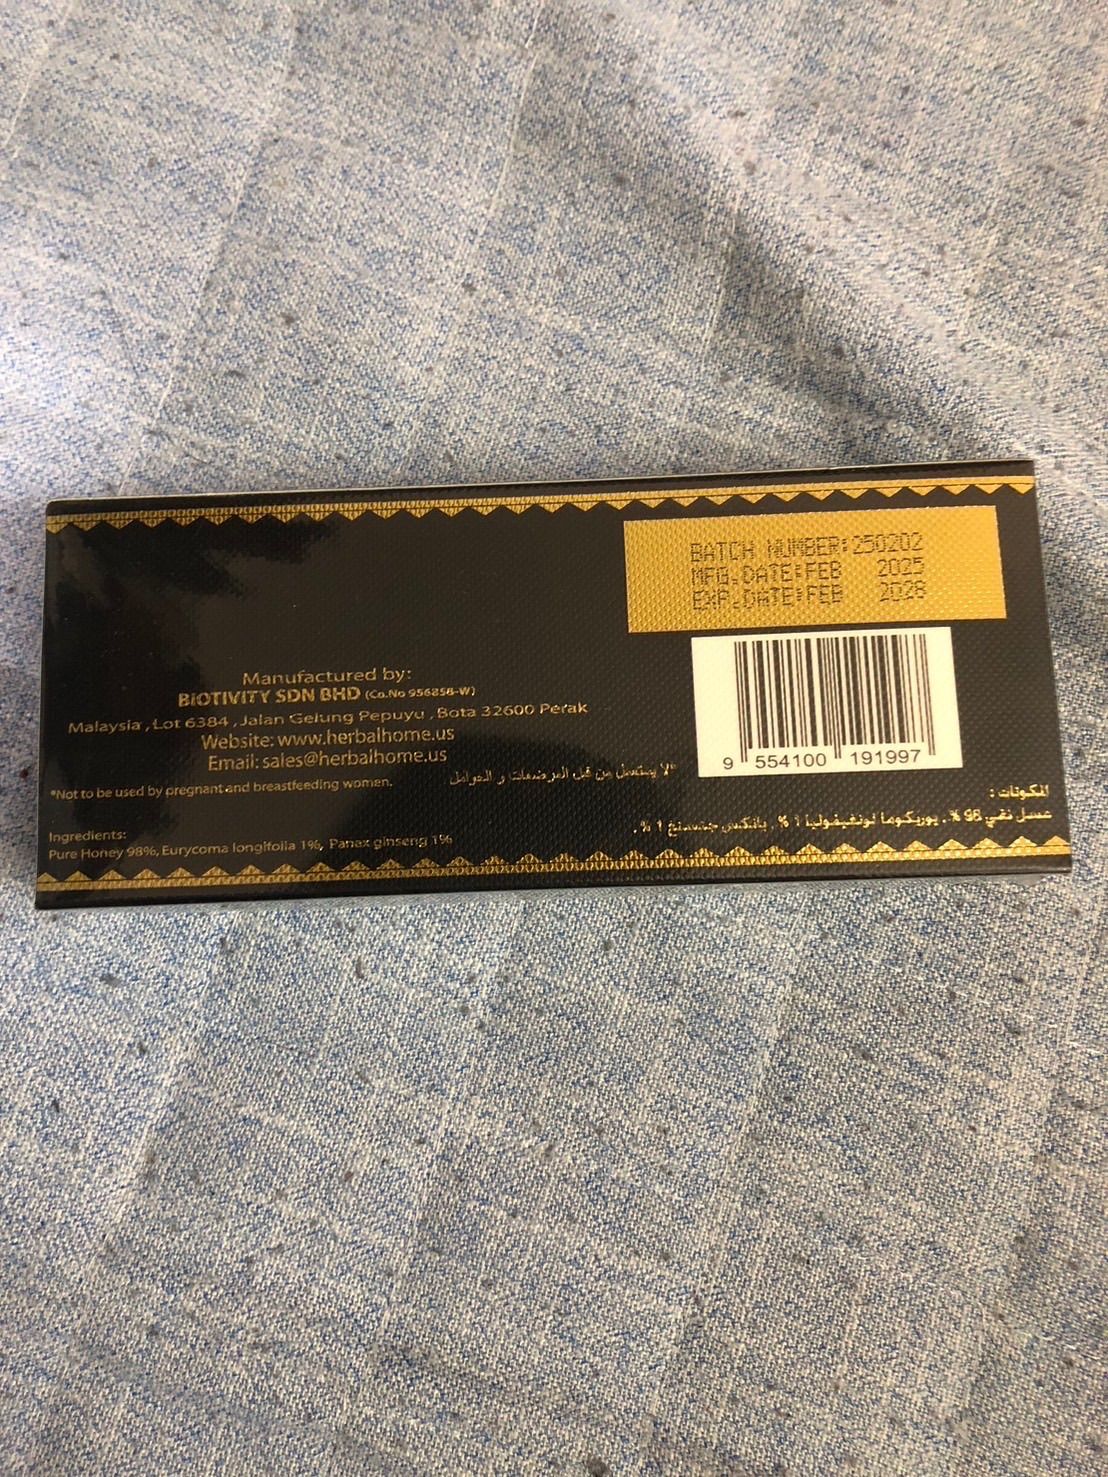 BATCH NUMBER:250202
MFG.DATE:FEB 2025
EXP.DATE:FEB 2028
Manufactured by:
BIOTIVITY SDN BHD (Co.No 956858-W)
Malaysia , Lot 6384 , Jalan Gelung Pepuyu , Bota 32600 Perak
Website: www.herbalhome.us
Email: sales@herbalhome.us
*Not to be used by pregnant and breastfeeding women.
*لا يستعمل من قبل المرضعات و الحوامل
9 554100 191997
Ingredients:
Pure Honey 98%, Eurycoma longifolia 1%, Panax ginseng 1%
المكونات :
عسل نقي 98 % ، يوريكوما لونغيفوليا 1 % ، باناكس جنسنغ 1 % .